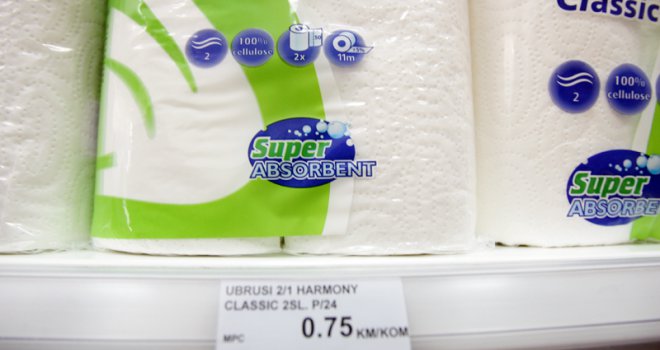 2
100%
cellulose
50
2x
11m
Super
ABSORBENT
Classic
2
100%
cellulose
Super
ABSORBE
UBRUSI 2/1 HARMONY
CLASSIC 2SL. P/24
MPC
0.75 KM/KOM